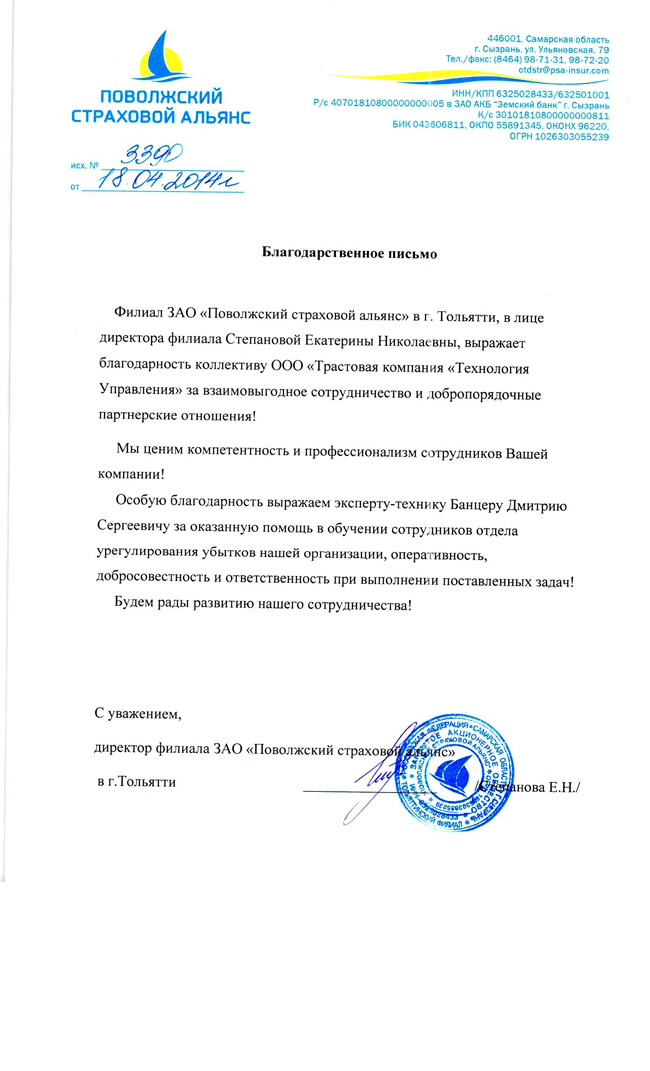 ПОВОЛЖСКИЙ
СТРАХОВОЙ АЛЬЯНС
446001, Самарская область
г. Сызрань, ул. Ульяновская, 79
Тел./факс: (8464) 98-71-31, 98-72-20
otdstr@psa-insur.com
ИНН/КПП 6325028433/632501001
Р/с 40701810800000000005 в ЗАО АКБ "Земский банк" г. Сызрань
К/с 30101810800000000811
БИК 043606811, ОКПО 55891345, ОКОНХ 96220,
ОГРН 1026303055239
исх. № 3390
от 18.04.2014г
Благодарственное письмо
Филиал ЗАО «Поволжский страховой альянс» в г. Тольятти, в лице
директора филиала Степановой Екатерины Николаевны, выражает
благодарность коллективу ООО «Трастовая компания «Технология
Управления» за взаимовыгодное сотрудничество и добропорядочные
партнерские отношения!
Мы ценим компетентность и профессионализм сотрудников Вашей
компании!
Особую благодарность выражаем эксперту-технику Банцеру Дмитрию
Сергеевичу за оказанную помощь в обучении сотрудников отдела
урегулирования убытков нашей организации, оперативность,
добросовестность и ответственность при выполнении поставленных задач!
Будем рады развитию нашего сотрудничества!
С уважением,
директор филиала ЗАО «Поволжский страховой альянс»
в г.Тольятти
/Степанова Е.Н./